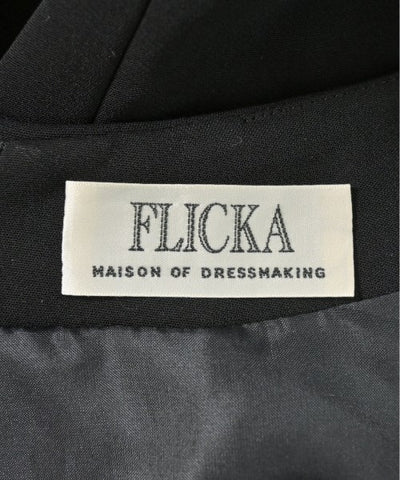 FLICKA
MAISON OF DRESSMAKING